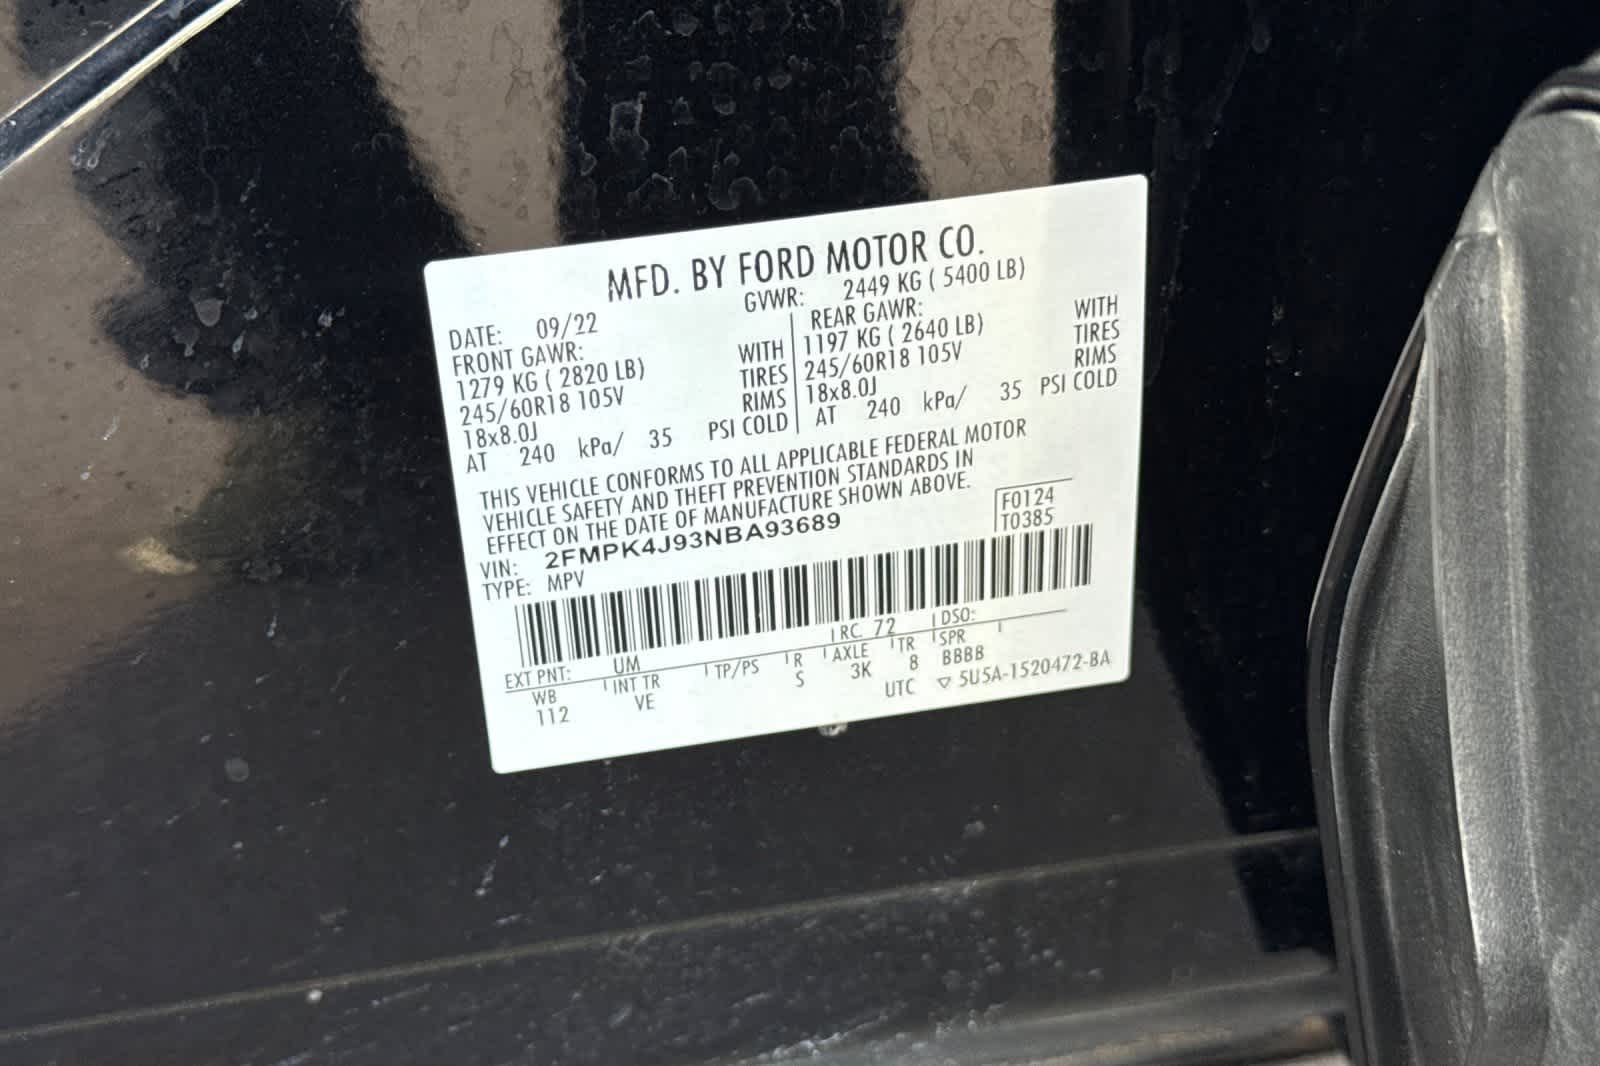 MFD. BY FORD MOTOR CO.
DATE: 09/22 GVWR: 2449 KG ( 5400 LB)
FRONT GAWR: REAR GAWR:
1279 KG ( 2820 LB) WITH 1197 KG ( 2640 LB) WITH
245/60R18 105V TIRES 245/60R18 105V TIRES
18x8.0J RIMS 18x8.0J RIMS
AT 240 kPa/ 35 PSI COLD AT 240 kPa/ 35 PSI COLD
THIS VEHICLE CONFORMS TO ALL APPLICABLE FEDERAL MOTOR
VEHICLE SAFETY AND THEFT PREVENTION STANDARDS IN
EFFECT ON THE DATE OF MANUFACTURE SHOWN ABOVE.
F0124
T0385
VIN: 2FMPK4J93NBA93689
TYPE: MPV
EXT PNT: UM RC: 72 DSO:
WB INT TR TP/PS R AXLE TR SPR
112 VE S 3K 8 BBBB
UTC ▽ 5U5A-1520472-BA